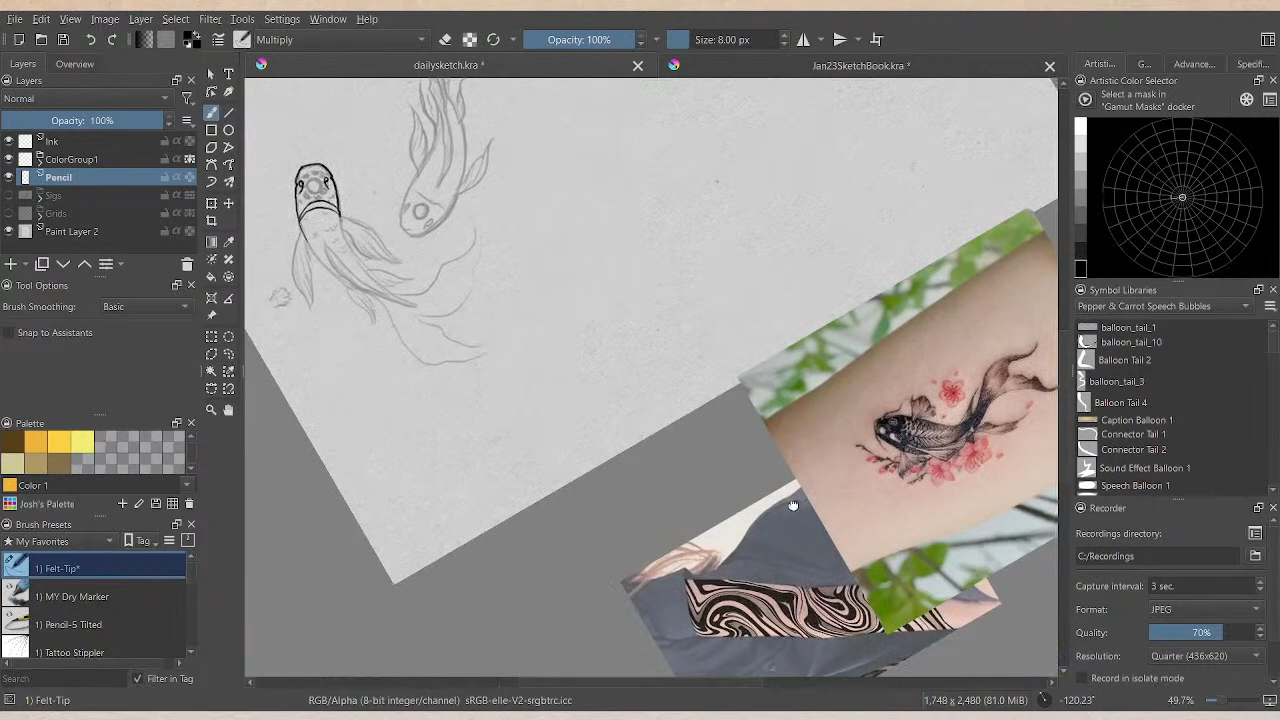 File Edit View Image Layer Select Filter Tools Settings Window Help
Multiply Opacity: 100% Size: 8.00 px
Layers Overview dailysketch.kra * Jan23SketchBook.kra * Artisti... G... Advance... Specifi...
Layers
Normal
Opacity: 100%
Ink
ColorGroup1
Pencil
Sigs
Grids
Paint Layer 2
Tool Options
Brush Smoothing: Basic
Snap to Assistants
Palette
Color 1
Josh's Palette
Brush Presets
My Favorites Tag
1) Felt-Tip*
1) MY Dry Marker
1) Pencil-5 Tilted
1) Tattoo Stippler
Search Filter in Tag
1) Felt-Tip RGB/Alpha (8-bit integer/channel) sRGB-elle-V2-srgbtrc.icc 1,748 x 2,480 (81.0 MiB) -120.23° 49.7%
Artistic Color Selector
Select a mask in
"Gamut Masks" docker
Symbol Libraries
Pepper & Carrot Speech Bubbles
balloon_tail_1
balloon_tail_10
Balloon Tail 2
balloon_tail_3
Balloon Tail 4
Caption Balloon 1
Connector Tail 1
Connector Tail 2
Sound Effect Balloon 1
Speech Balloon 1
Recorder
Recordings directory:
C:/Recordings
Capture interval: 3 sec.
Format: JPEG
Quality: 70%
Resolution: Quarter (436x620)
Record in isolate mode